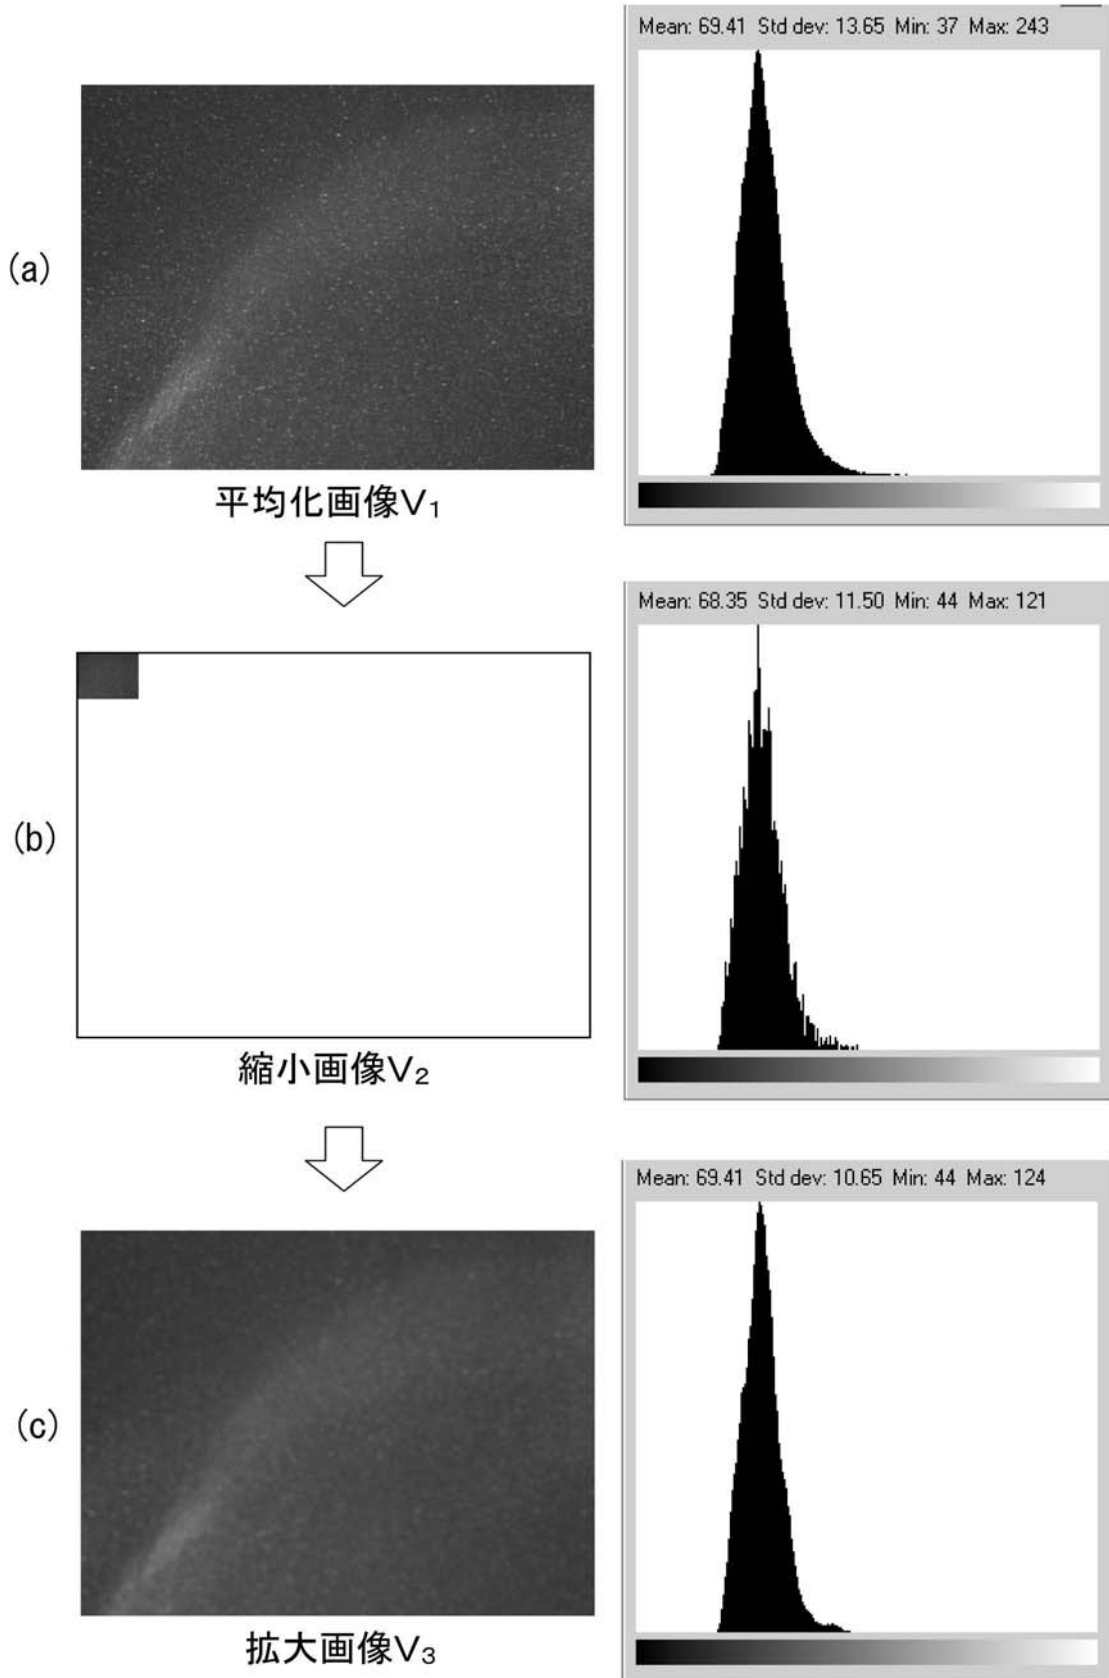 Mean: 69.41 Std dev: 13.65 Min: 37 Max: 243
(a)
平均化画像V₁
Mean: 68.35 Std dev: 11.50 Min: 44 Max: 121
(b)
縮小画像V₂
Mean: 69.41 Std dev: 10.65 Min: 44 Max: 124
(c)
拡大画像V₃